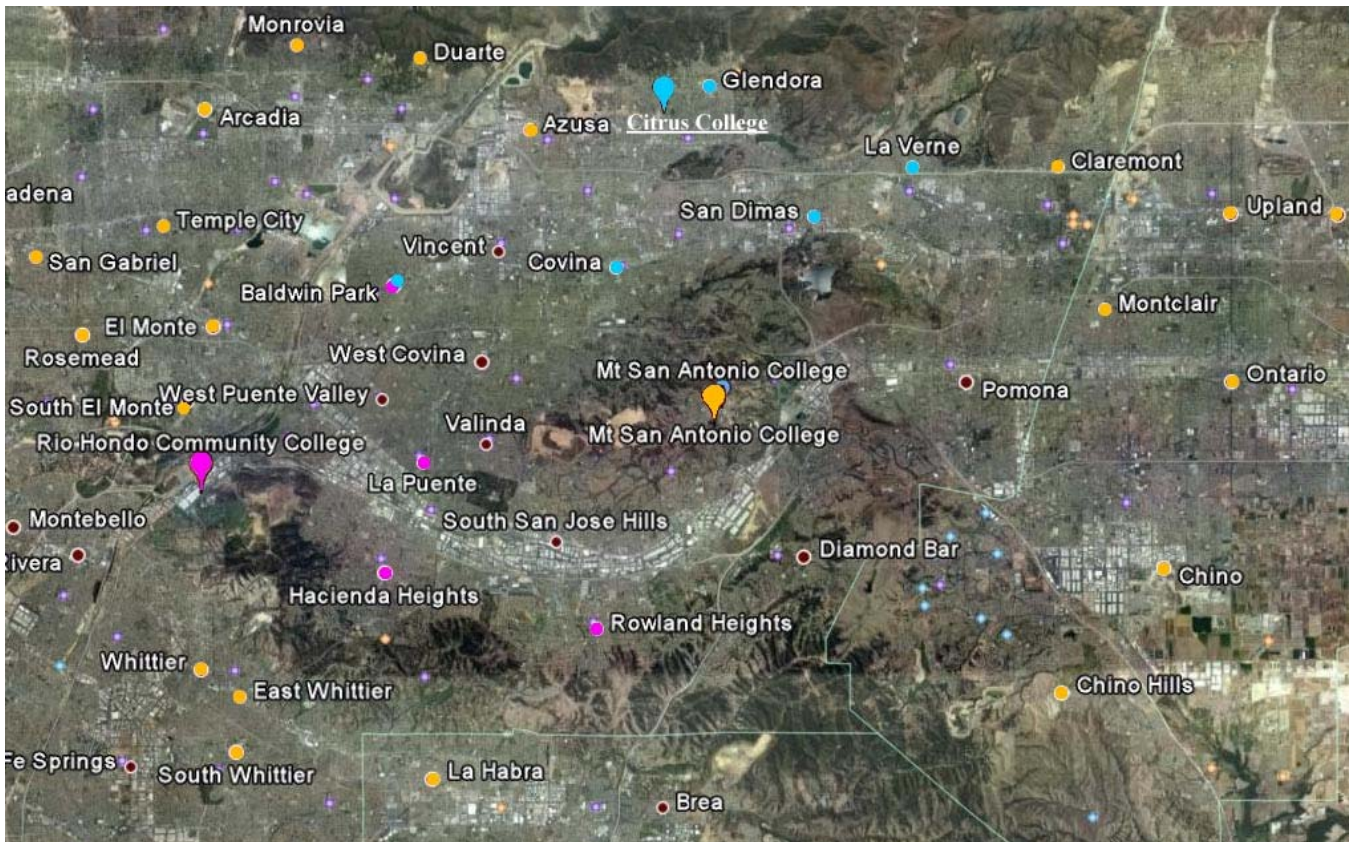 Monrovia
Duarte
Glendora
Arcadia
Azusa
Citrus College
La Verne
Claremont
adena
Temple City
San Dimas
Upland
San Gabriel
Vincent
Covina
Baldwin Park
Montclair
El Monte
Rosemead
West Covina
Mt San Antonio College
Pomona
Ontario
West Puente Valley
South El Monte
Valinda
Mt San Antonio College
Rio Hondo Community College
La Puente
Montebello
South San Jose Hills
Rivera
Diamond Bar
Chino
Hacienda Heights
Rowland Heights
Whittier
East Whittier
Chino Hills
Fe Springs
South Whittier
La Habra
Brea